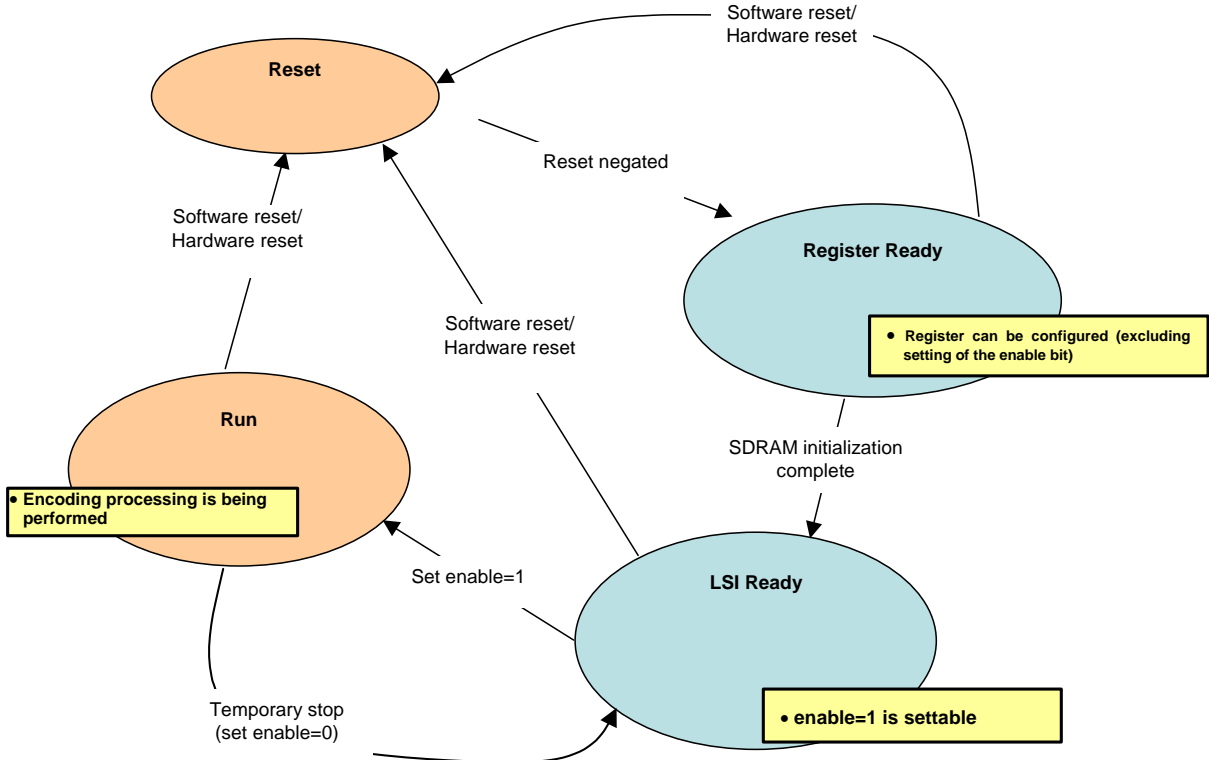 Software reset/
Hardware reset
Reset
Reset negated
Software reset/
Hardware reset
Register Ready
• Register can be configured (excluding
setting of the enable bit)
Software reset/
Hardware reset
Run
SDRAM initialization
complete
• Encoding processing is being
performed
Set enable=1
LSI Ready
Temporary stop
(set enable=0)
• enable=1 is settable